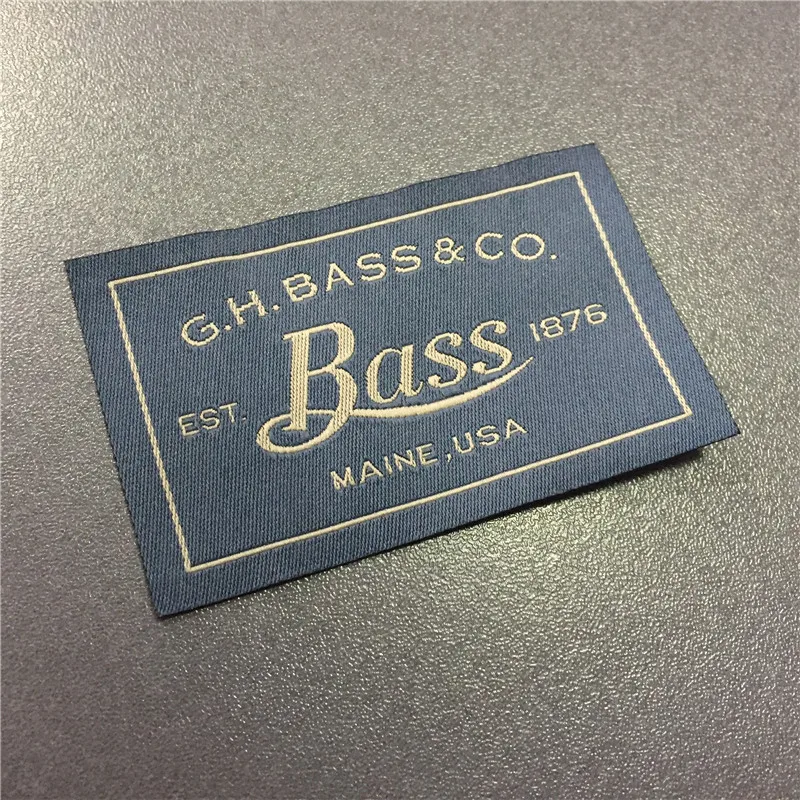 G.H.BASS & CO.
EST. Bass 1876
MAINE, USA